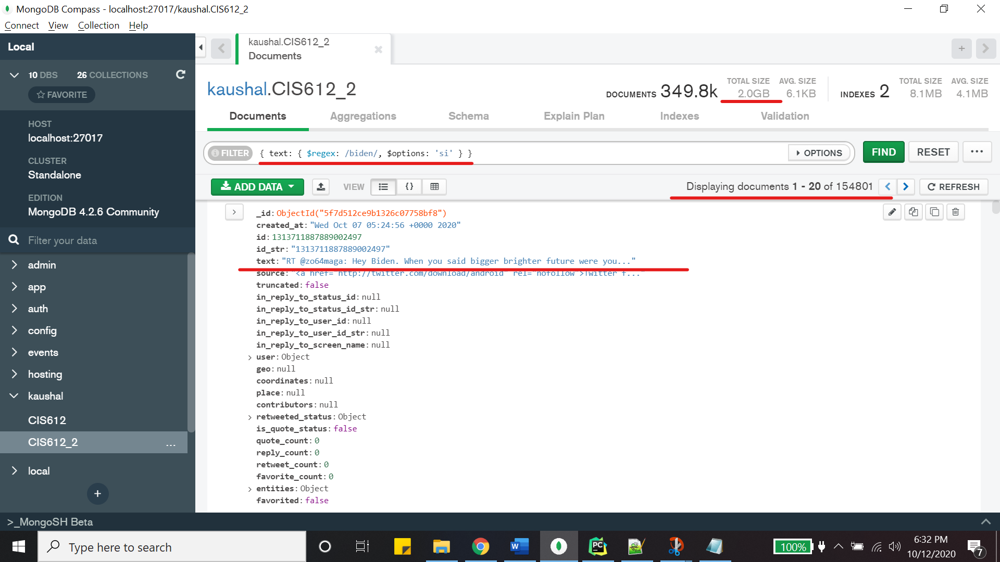 MongoDB Compass - localhost:27017/kaushal.CIS612_2
Connect View Collection Help
Local
10 DBS 26 COLLECTIONS
FAVORITE
HOST
localhost:27017
CLUSTER
Standalone
EDITION
MongoDB 4.2.6 Community
Filter your data
admin
app
auth
config
events
hosting
kaushal
CIS612
CIS612_2 ...
local
+
kaushal.CIS612_2
Documents
kaushal.CIS612_2
DOCUMENTS 349.8k TOTAL SIZE 2.0GB AVG. SIZE 6.1KB INDEXES 2 TOTAL SIZE 8.1MB AVG. SIZE 4.1MB
Documents Aggregations Schema Explain Plan Indexes Validation
FILTER { text: { $regex: /biden/, $options: 'si' } } OPTIONS FIND RESET ...
ADD DATA VIEW {} Displaying documents 1 - 20 of 154801 REFRESH
_id: ObjectId("5f7d512ce9b1326c07758bf8")
created_at: "Wed Oct 07 05:24:56 +0000 2020"
id: 1313711887889002497
id_str: "1313711887889002497"
text: "RT @zo64maga: Hey Biden. When you said bigger brighter future were you..."
source: "<a href="http://twitter.com/download/android" rel="nofollow">Twitter f..."
truncated: false
in_reply_to_status_id: null
in_reply_to_status_id_str: null
in_reply_to_user_id: null
in_reply_to_user_id_str: null
in_reply_to_screen_name: null
user: Object
geo: null
coordinates: null
place: null
contributors: null
retweeted_status: Object
is_quote_status: false
quote_count: 0
reply_count: 0
retweet_count: 0
favorite_count: 0
entities: Object
favorited: false
>_MongoSH Beta
Type here to search
W
PC
100%
6:32 PM
10/12/2020
7